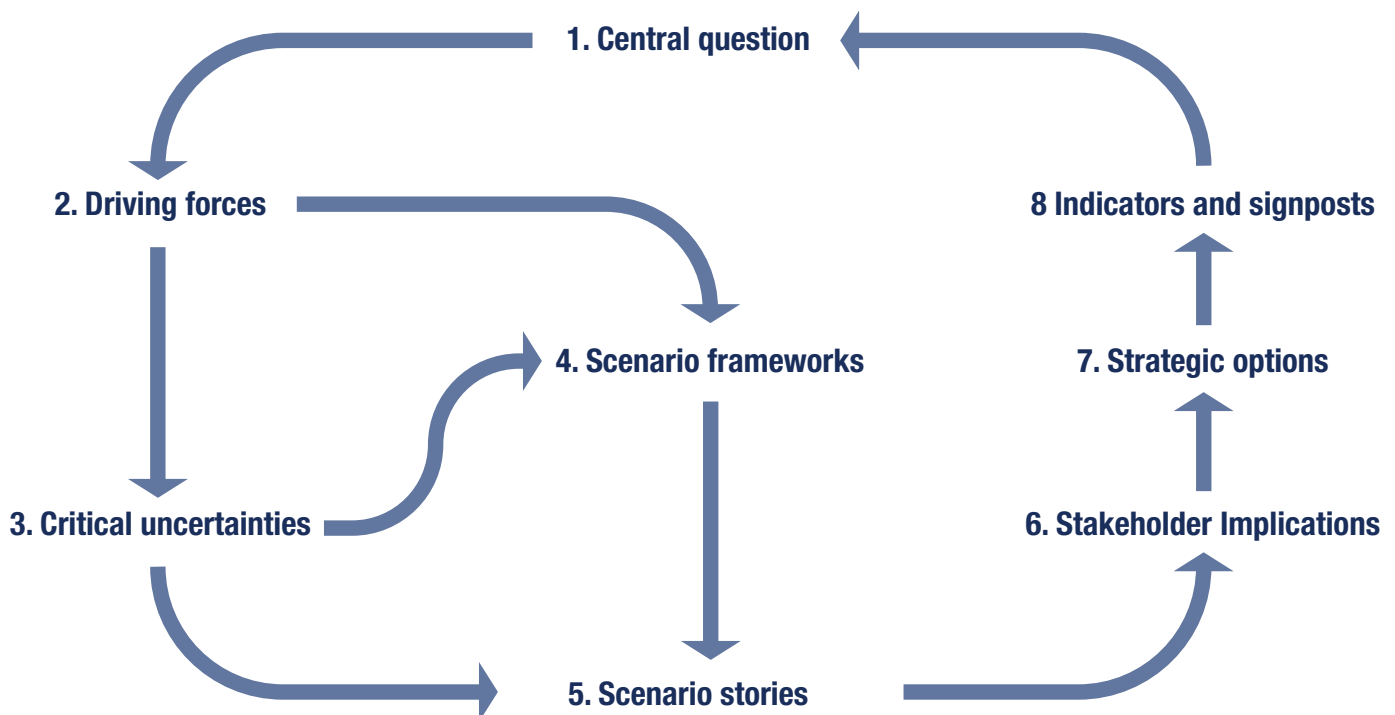 1. Central question
2. Driving forces
8 Indicators and signposts
4. Scenario frameworks
7. Strategic options
3. Critical uncertainties
6. Stakeholder Implications
5. Scenario stories